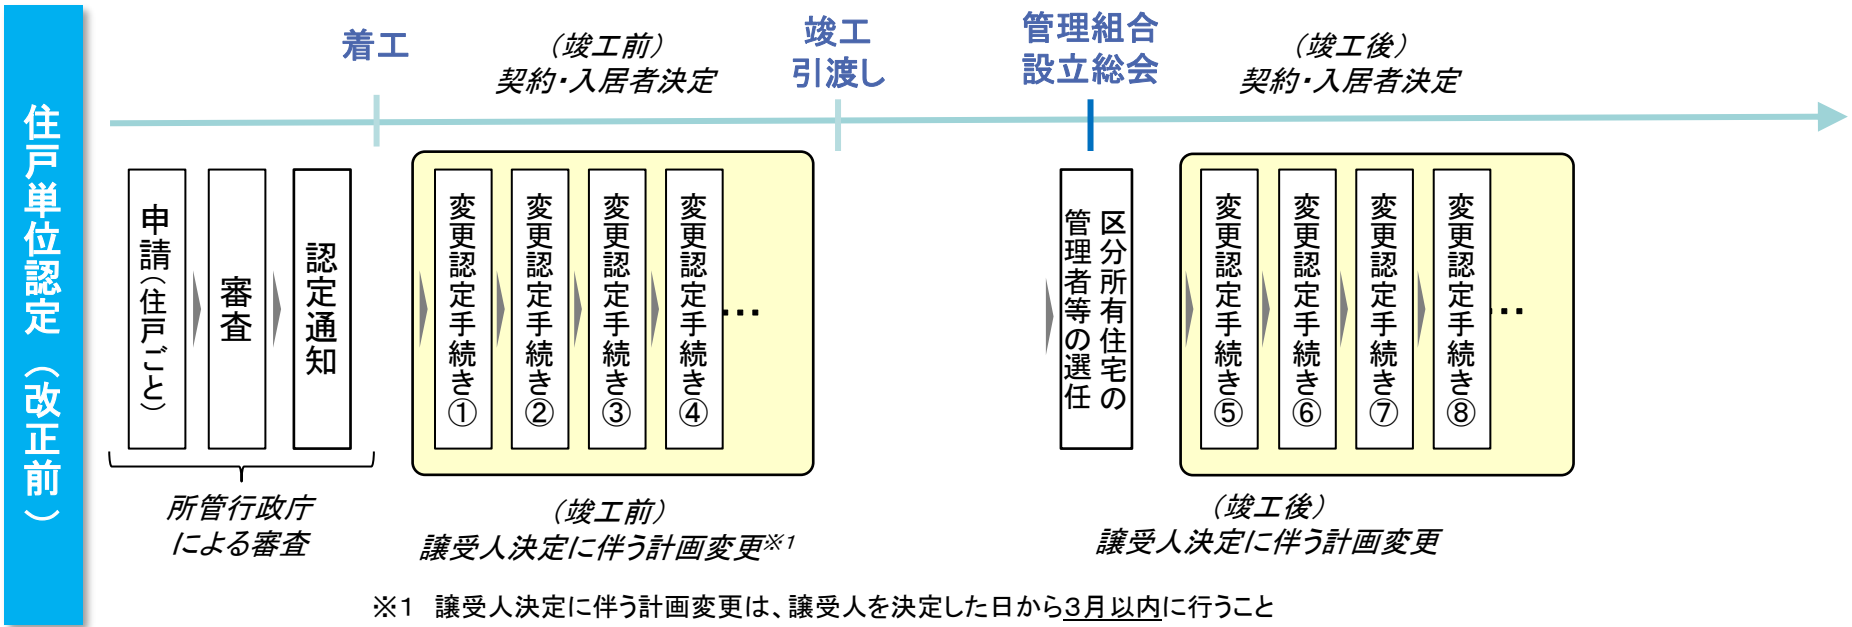 住戸単位認定（改正前）
着工
（竣工前）
契約・入居者決定
竣工
引渡し
管理組合
設立総会
（竣工後）
契約・入居者決定
申請（住戸ごと）
審査
認定通知
変更認定手続き①
変更認定手続き②
変更認定手続き③
変更認定手続き④
…
区分所有住宅の
管理者等の選任
変更認定手続き⑤
変更認定手続き⑥
変更認定手続き⑦
変更認定手続き⑧
…
所管行政庁
による審査
（竣工前）
譲受人決定に伴う計画変更※1
（竣工後）
譲受人決定に伴う計画変更
※１　譲受人決定に伴う計画変更は、譲受人を決定した日から３月以内に行うこと